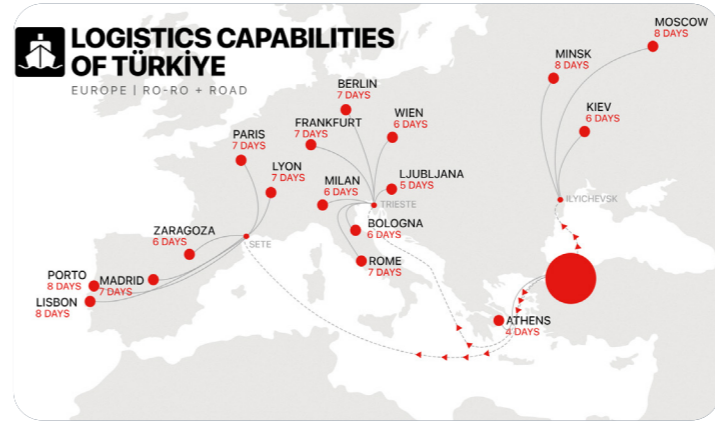 LOGISTICS CAPABILITIES
OF TÜRKİYE
EUROPE | RO-RO + ROAD
MOSCOW
8 DAYS
MINSK
8 DAYS
KIEV
6 DAYS
BERLIN
7 DAYS
WIEN
6 DAYS
FRANKFURT
7 DAYS
PARIS
7 DAYS
LYON
7 DAYS
MILAN
6 DAYS
LJUBLJANA
5 DAYS
TRIESTE
ILYICHEVSK
BOLOGNA
6 DAYS
ZARAGOZA
6 DAYS
SETE
ROME
7 DAYS
PORTO
8 DAYS
MADRID
7 DAYS
LISBON
8 DAYS
ATHENS
4 DAYS